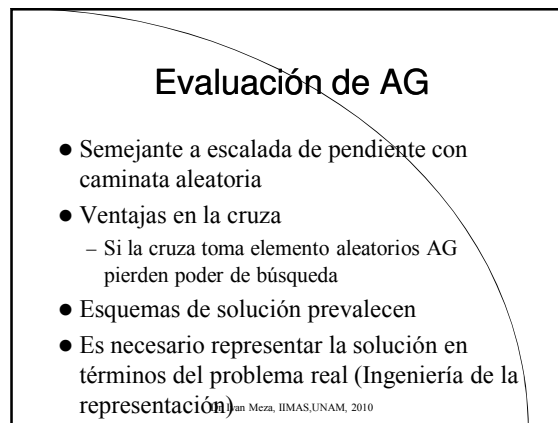 Evaluación de AG
● Semejante a escalada de pendiente con
caminata aleatoria
● Ventajas en la cruza
– Si la cruza toma elemento aleatorios AG
pierden poder de búsqueda
● Esquemas de solución prevalecen
● Es necesario representar la solución en
términos del problema real (Ingeniería de la
representación)
Dr. Ivan Meza, IIMAS,UNAM, 2010